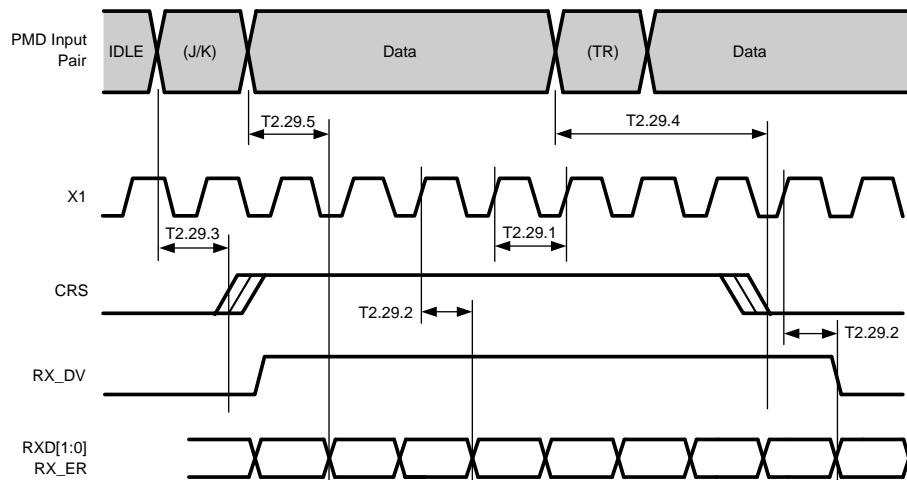 PMD Input
Pair
IDLE
(J/K)
Data
(TR)
Data
T2.29.5
T2.29.4
X1
T2.29.3
T2.29.1
CRS
T2.29.2
T2.29.2
RX_DV
RXD[1:0]
RX_ER